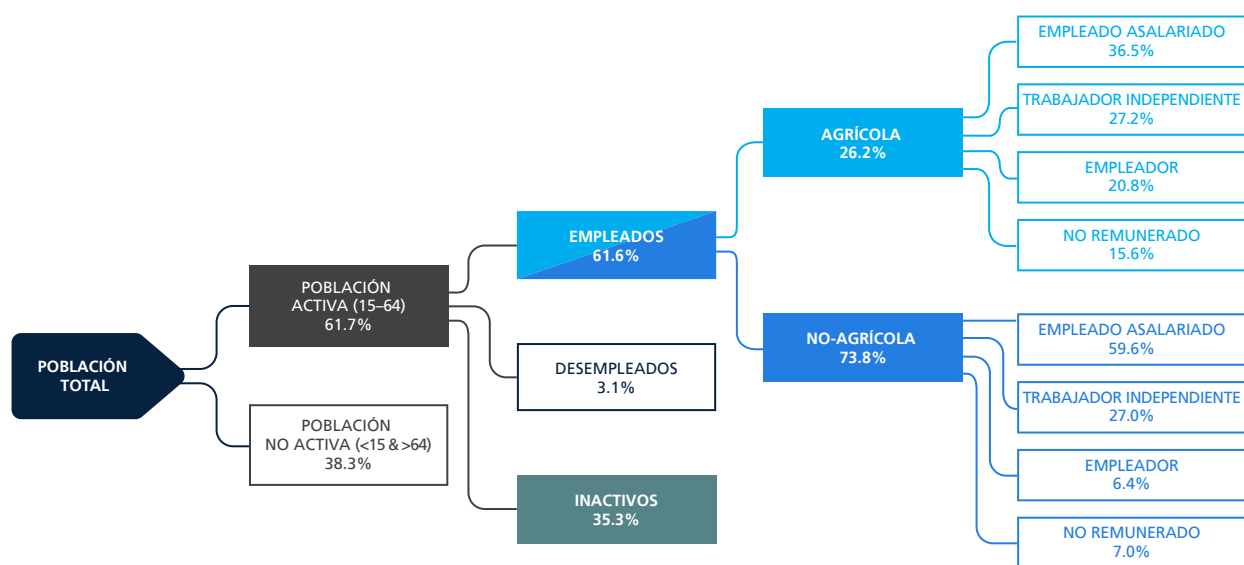 POBLACIÓN
TOTAL
POBLACIÓN
ACTIVA (15–64)
61.7%
POBLACIÓN
NO ACTIVA (<15 & >64)
38.3%
EMPLEADOS
61.6%
DESEMPLEADOS
3.1%
INACTIVOS
35.3%
AGRÍCOLA
26.2%
NO-AGRÍCOLA
73.8%
EMPLEADO ASALARIADO
36.5%
TRABAJADOR INDEPENDIENTE
27.2%
EMPLEADOR
20.8%
NO REMUNERADO
15.6%
EMPLEADO ASALARIADO
59.6%
TRABAJADOR INDEPENDIENTE
27.0%
EMPLEADOR
6.4%
NO REMUNERADO
7.0%